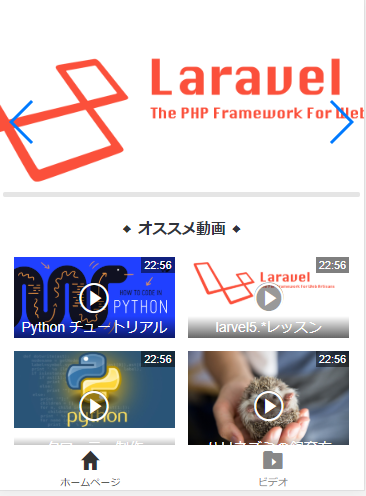 Laravel
The PHP Framework For Web
オススメ動画
22:56
HOW TO CODE IN
PYTHON
Python チュートリアル
22:56
Laravel
larvel5.*レッスン
22:56
python
22:56
ホームページ
ビデオ